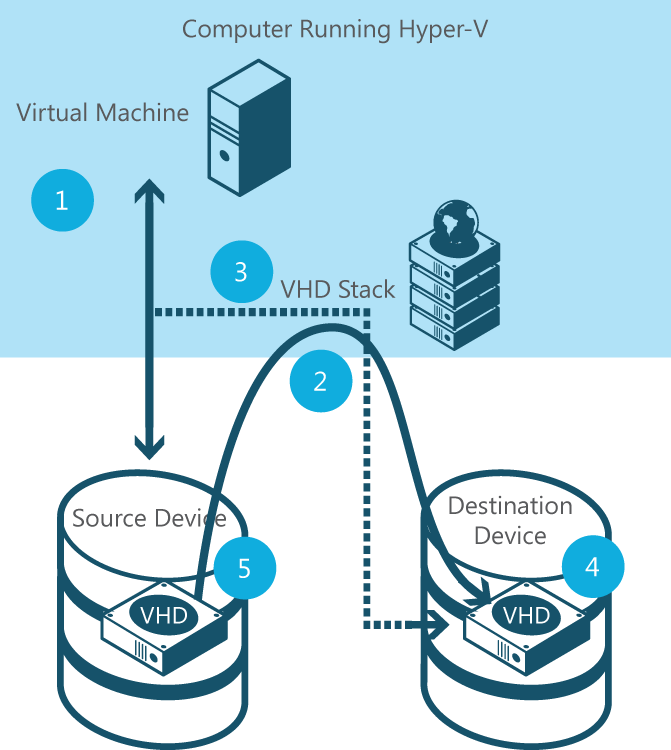 Computer Running Hyper-V
Virtual Machine
1
3
VHD Stack
2
Source Device
Destination
Device
5
4
VHD
VHD